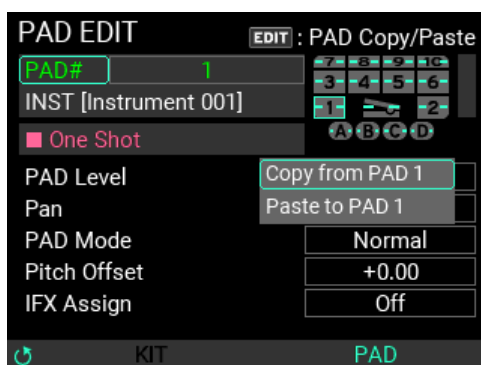 PAD EDIT
EDIT : PAD Copy/Paste
PAD# 1
INST [Instrument 001]
-7- -8- -9- -10-
-3- -4- -5- -6-
-1- -2-
A B C D
One Shot
PAD Level
Copy from PAD 1
Pan
Paste to PAD 1
PAD Mode Normal
Pitch Offset +0.00
IFX Assign Off
KIT PAD